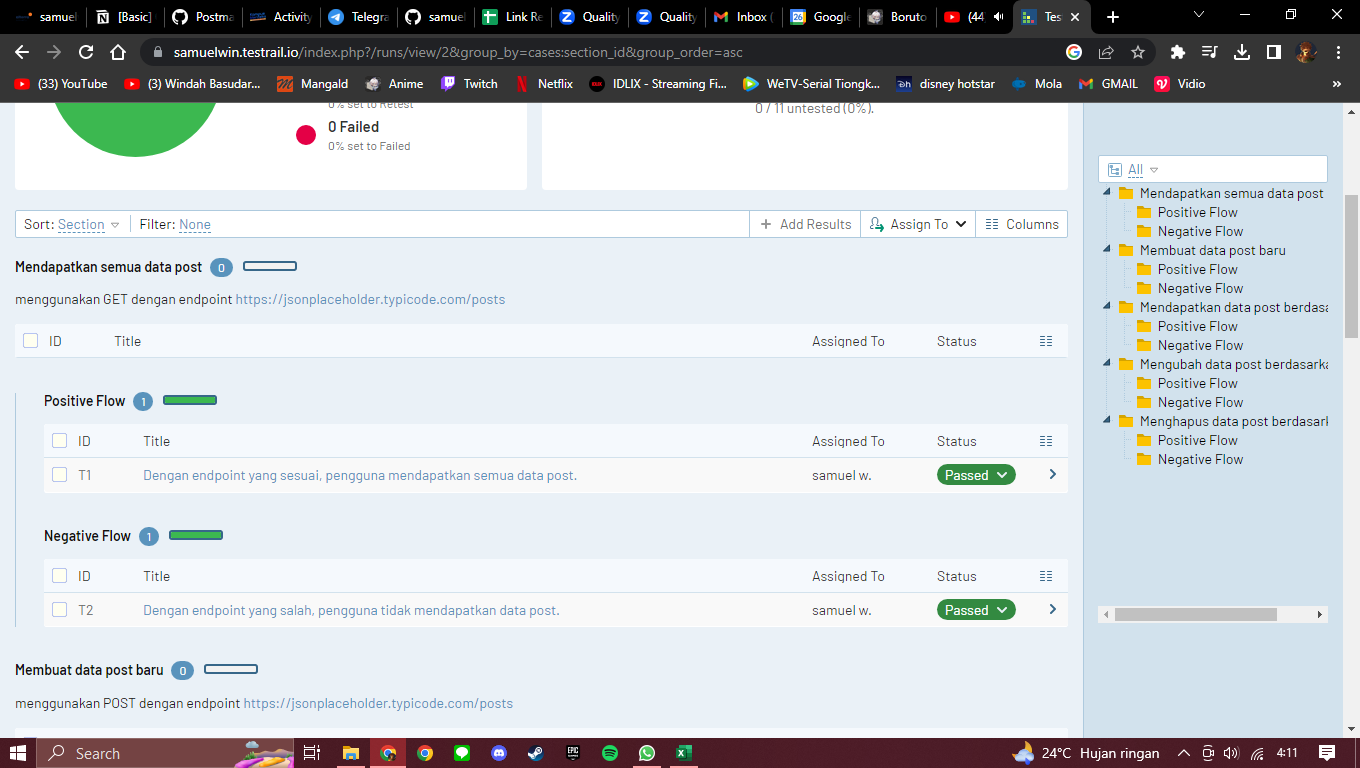 samuel
[Basic]
Postma
Activity
Telegra
samuel
Link Re
Quality
Quality
Inbox (
Google
Boruto
(44
Tes
samuelwin.testrail.io/index.php?/runs/view/2&group_by=cases:section_id&group_order=asc
(33) YouTube
(3) Windah Basudar...
Mangald
Anime
Twitch
Netflix
IDLIX - Streaming Fi...
WeTV-Serial Tiongk...
disney hotstar
Mola
GMAIL
Vidio
»
0% set to Retest
0 Failed
0% set to Failed
0 / 11 untested (0%).
Sort: Section
Filter: None
+ Add Results
Assign To
Columns
Mendapatkan semua data post 0
menggunakan GET dengan endpoint https://jsonplaceholder.typicode.com/posts
ID Title Assigned To Status
Positive Flow 1
ID Title Assigned To Status
T1 Dengan endpoint yang sesuai, pengguna mendapatkan semua data post. samuel w. Passed
Negative Flow 1
ID Title Assigned To Status
T2 Dengan endpoint yang salah, pengguna tidak mendapatkan data post. samuel w. Passed
Membuat data post baru 0
menggunakan POST dengan endpoint https://jsonplaceholder.typicode.com/posts
All
Mendapatkan semua data post
Positive Flow
Negative Flow
Membuat data post baru
Positive Flow
Negative Flow
Mendapatkan data post berdasa
Positive Flow
Negative Flow
Mengubah data post berdasarka
Positive Flow
Negative Flow
Menghapus data post berdasark
Positive Flow
Negative Flow
Search
24°C Hujan ringan
4:11